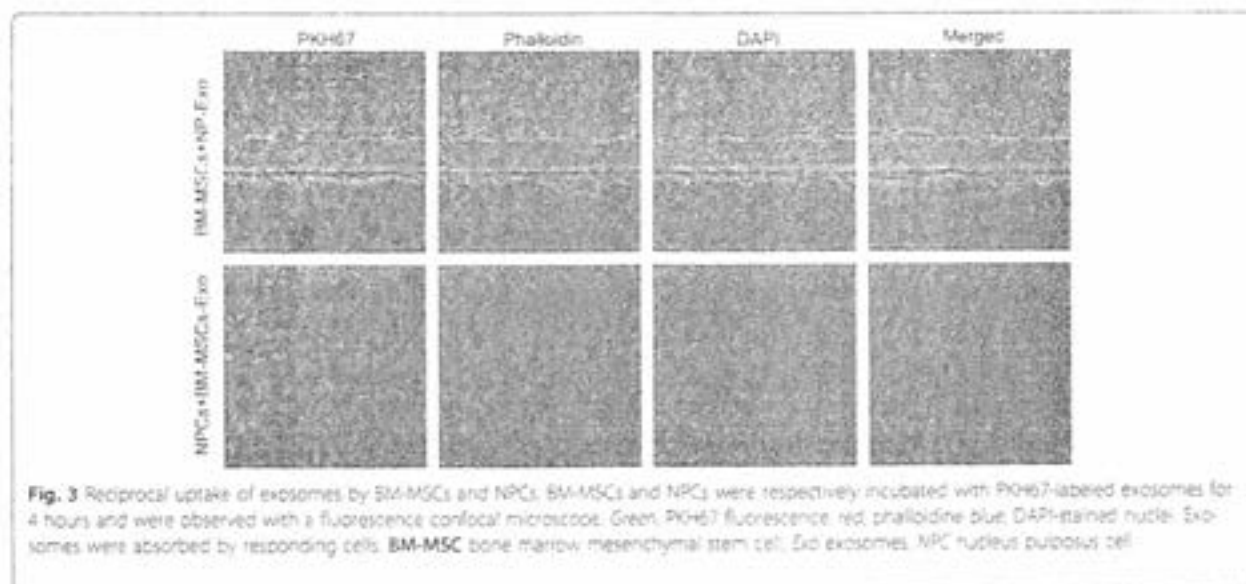 PKH67 Phalloidin DAPI Merged
BM-MSCs+NP-Exo
NPCs+BM-MSCs-Exo
Fig. 3 Reciprocal uptake of exosomes by BM-MSCs and NPCs. BM-MSCs and NPCs were respectively incubated with PKH67-labeled exosomes for
4 hours and were observed with a fluorescence confocal microscope. Green, PKH67 fluorescence; red, phalloidine; blue, DAPI-stained nuclei. Exo-
somes were absorbed by responding cells. BM-MSC bone marrow mesenchymal stem cell, Exo exosomes, NPC nucleus pulposus cell